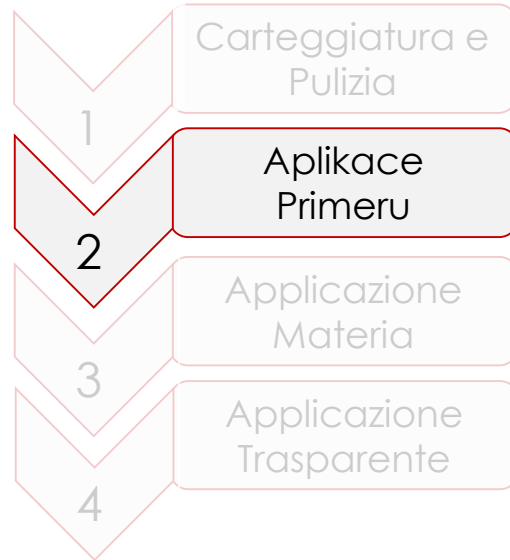 1
Carteggiatura e
Pulizia
2
Aplikace
Primeru
3
Applicazione
Materia
4
Applicazione
Trasparente